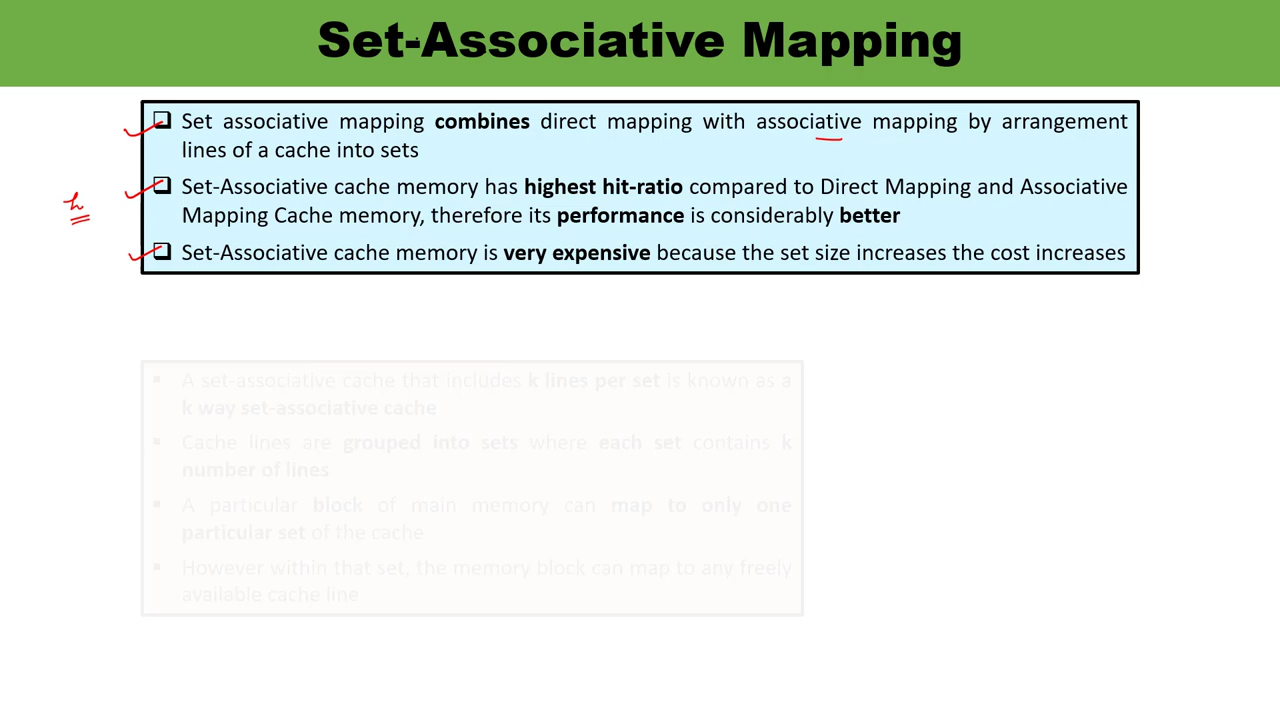 Set-Associative Mapping
❑ Set associative mapping combines direct mapping with associative mapping by arrangement
lines of a cache into sets
❑ Set-Associative cache memory has highest hit-ratio compared to Direct Mapping and Associative
h
Mapping Cache memory, therefore its performance is considerably better
❑ Set-Associative cache memory is very expensive because the set size increases the cost increases
▪ A set-associative cache that includes k lines per set is known as a
k way set-associative cache
▪ Cache lines are grouped into sets where each set contains k
number of lines
▪ A particular block of main memory can map to only one
particular set of the cache
▪ However within that set, the memory block can map to any freely
available cache line